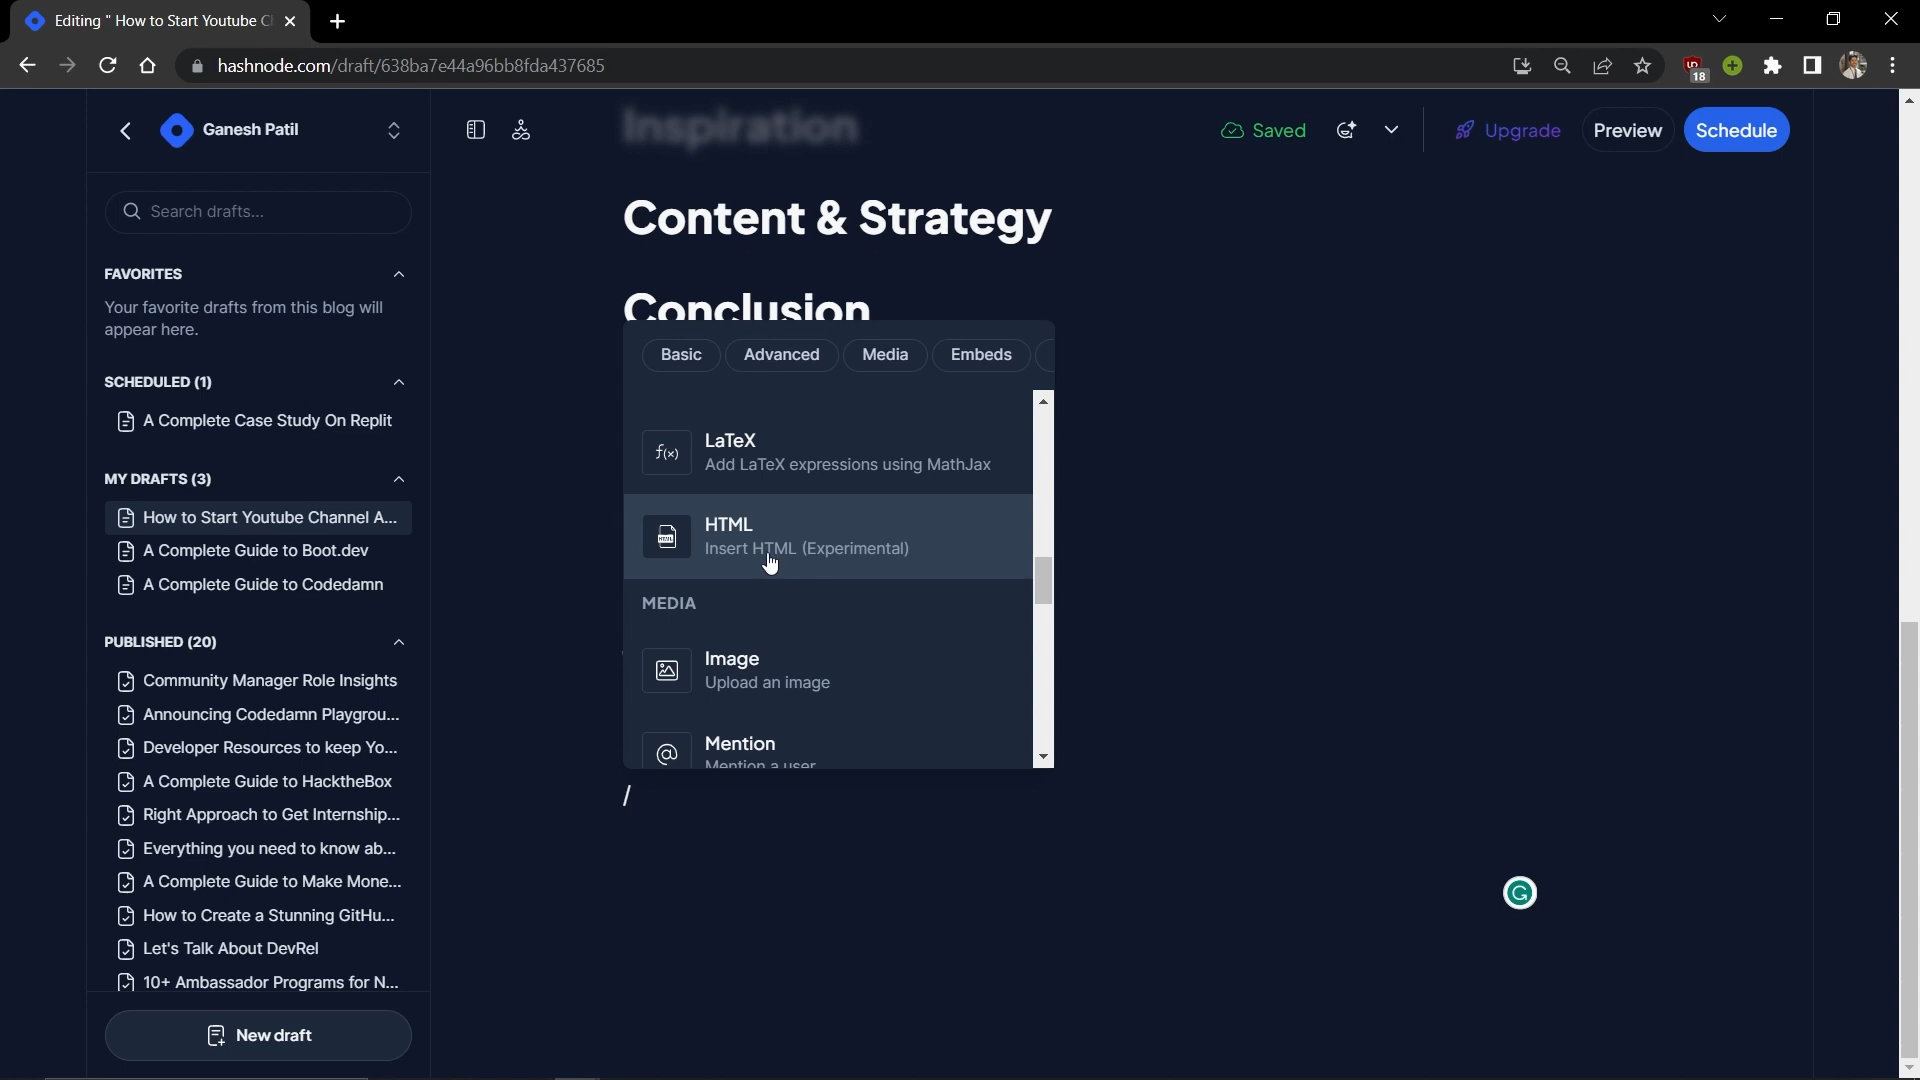 Editing " How to Start Youtube C
hashnode.com/draft/638ba7e44a96bb8fda437685
18
Ganesh Patil
Inspiration
Saved
Upgrade
Preview
Schedule
Search drafts...
Content & Strategy
FAVORITES
Your favorite drafts from this blog will
appear here.
Conclusion
Basic
Advanced
Media
Embeds
SCHEDULED (1)
A Complete Case Study On Replit
f(x)
LaTeX
Add LaTeX expressions using MathJax
MY DRAFTS (3)
How to Start Youtube Channel A...
A Complete Guide to Boot.dev
A Complete Guide to Codedamn
HTML
HTML
Insert HTML (Experimental)
MEDIA
Image
Upload an image
@
Mention
Mention a user
/
PUBLISHED (20)
Community Manager Role Insights
Announcing Codedamn Playgrou...
Developer Resources to keep Yo...
A Complete Guide to HacktheBox
Right Approach to Get Internship...
Everything you need to know ab...
A Complete Guide to Make Mone...
How to Create a Stunning GitHu...
Let's Talk About DevRel
10+ Ambassador Programs for N...
G
New draft